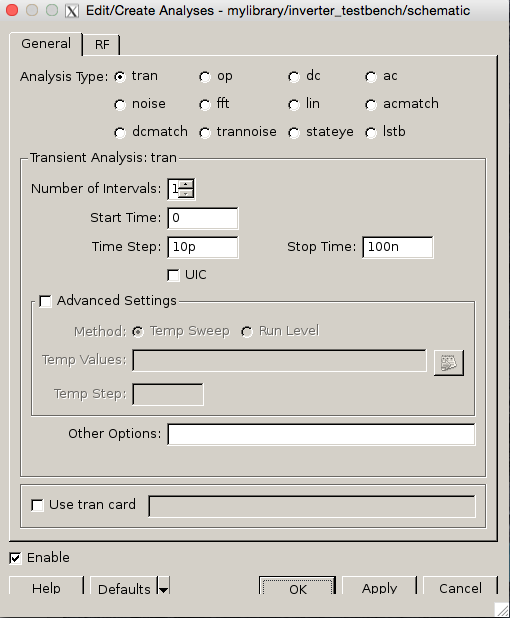 Edit/Create Analyses - mylibrary/inverter_testbench/schematic
General RF
Analysis Type: tran op dc ac
noise fft lin acmatch
dcmatch trannoise stateye lstb
Transient Analysis: tran
Number of Intervals: 1
Start Time: 0
Time Step: 10p Stop Time: 100n
UIC
Advanced Settings
Method: Temp Sweep Run Level
Temp Values:
Temp Step:
Other Options:
Use tran card
Enable
Help Defaults OK Apply Cancel